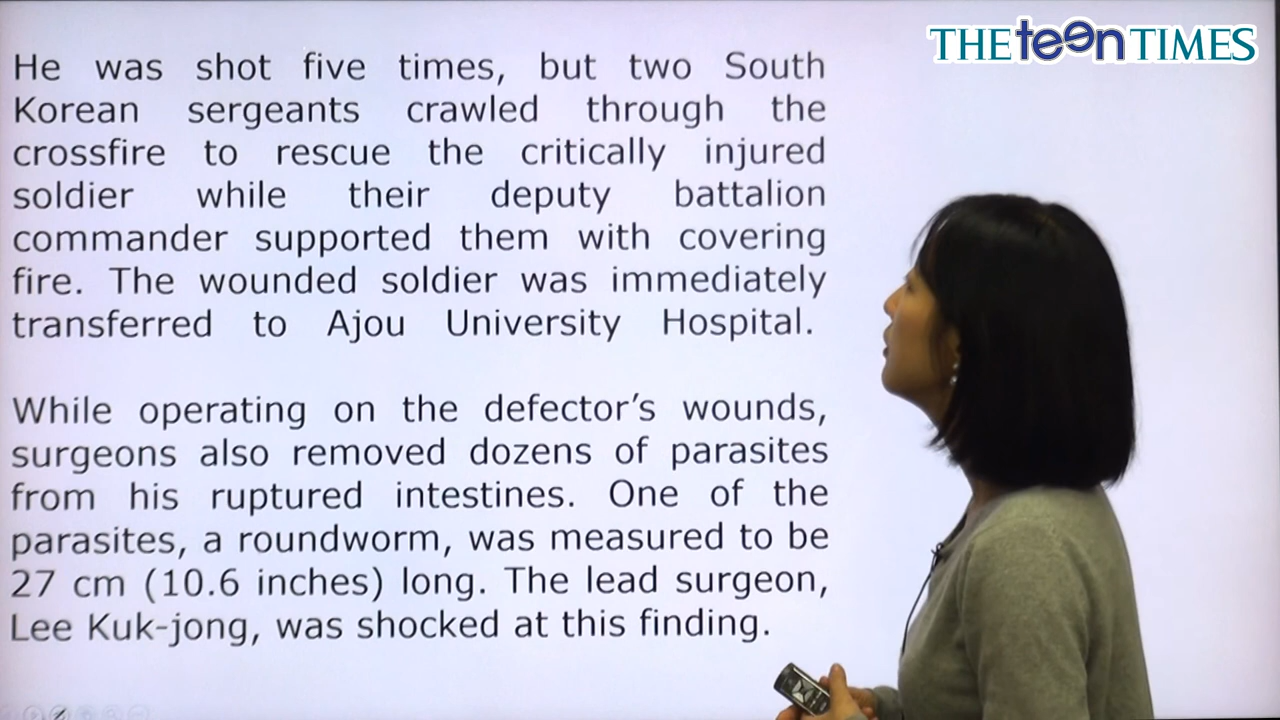 THE teen TIMES
He was shot five times, but two South
Korean sergeants crawled through the
crossfire to rescue the critically injured
soldier while their deputy battalion
commander supported them with covering
fire. The wounded soldier was immediately
transferred to Ajou University Hospital.
While operating on the defector’s wounds,
surgeons also removed dozens of parasites
from his ruptured intestines. One of the
parasites, a roundworm, was measured to be
27 cm (10.6 inches) long. The lead surgeon,
Lee Kuk-jong, was shocked at this finding.